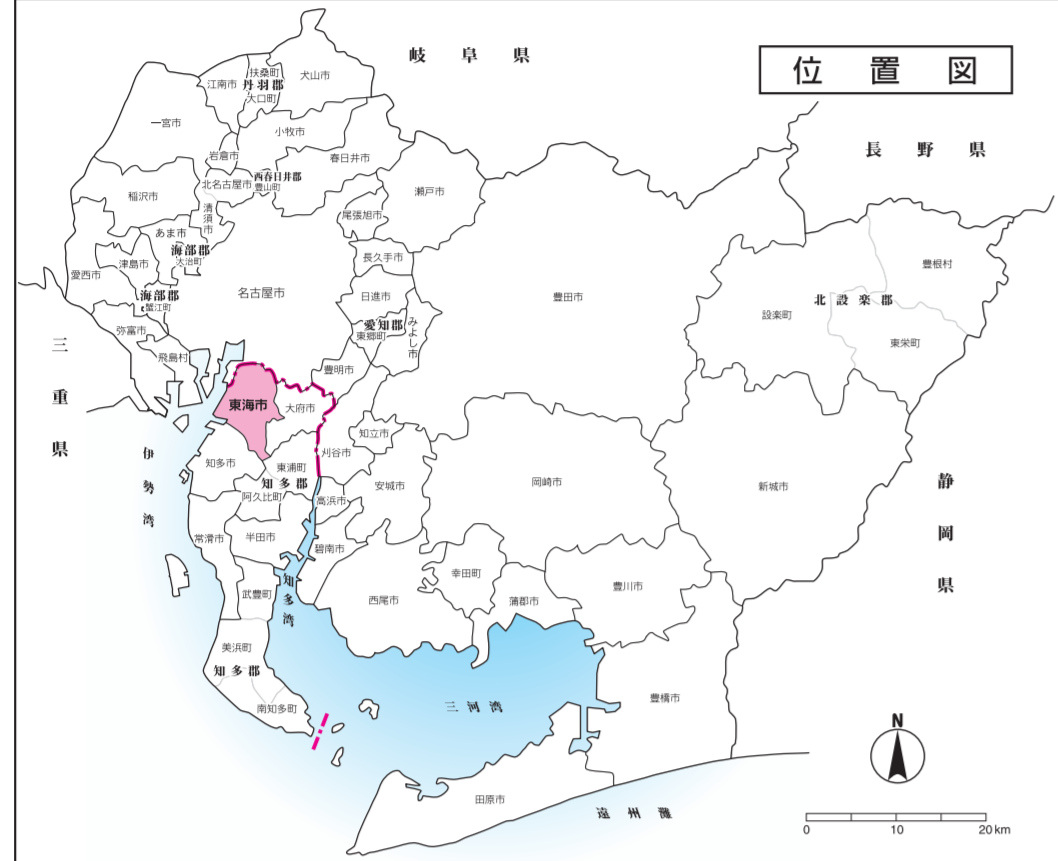 岐阜県
位置図
扶桑町
江南市
丹羽郡
犬山市
大口町
一宮市
小牧市
長野県
岩倉市
春日井市
北名古屋市
西春日井郡
豊山町
瀬戸市
稲沢市
清須市
尾張旭市
あま市
海部郡
大治町
長久手市
津島市
愛西市
豊根村
名古屋市
日進市
豊田市
海部郡
蟹江町
北設楽郡
設楽町
弥富市
愛知郡
東郷町
みよし市
東栄町
飛島村
三重県
豊明市
東海市
大府市
知立市
刈谷市
伊勢湾
知多市
東浦町
知多郡
安城市
岡崎市
新城市
静岡県
阿久比町
高浜市
常滑市
半田市
碧南市
幸田町
豊川市
武豊町
知多湾
西尾市
蒲郡市
美浜町
知多郡
南知多町
三河湾
豊橋市
N
田原市
遠州灘
0 10 20km